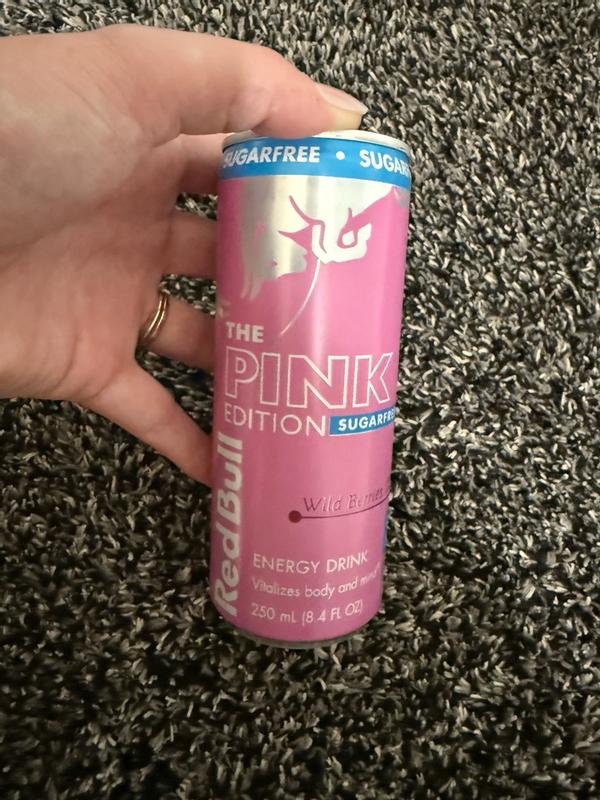 SUGARFREE • SUGAR
THE
PINK
EDITION SUGARFREE
Wild Berries
ENERGY DRINK
Vitalizes body and mind
250 mL (8.4 FL OZ)
Red Bull